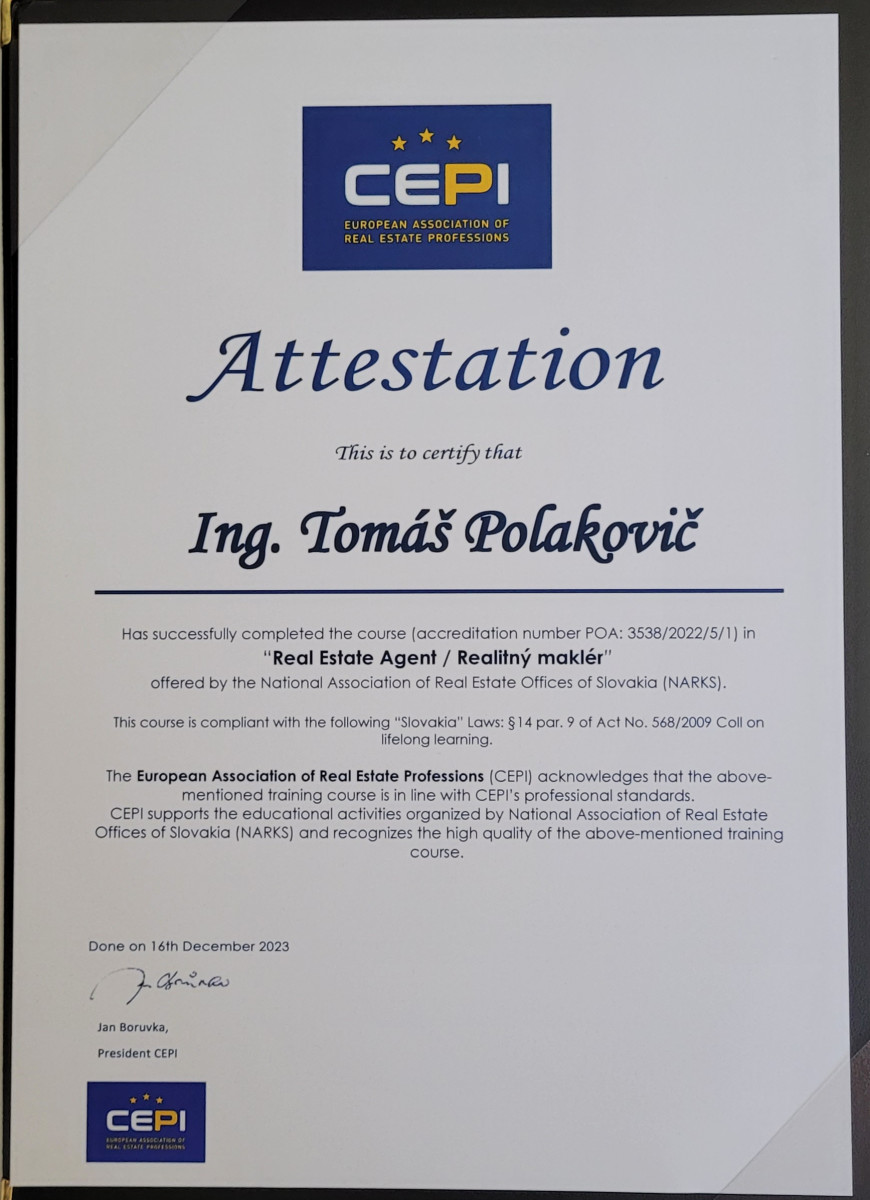 CEPI
EUROPEAN ASSOCIATION OF
REAL ESTATE PROFESSIONS
Attestation
This is to certify that
Ing. Tomáš Polakovič
Has successfully completed the course (accreditation number POA: 3538/2022/5/1) in
“Real Estate Agent / Realitný maklér”
offered by the National Association of Real Estate Offices of Slovakia (NARKS).
This course is compliant with the following “Slovakia” Laws: §14 par. 9 of Act No. 568/2009 Coll on
lifelong learning.
The European Association of Real Estate Professions (CEPI) acknowledges that the above-
mentioned training course is in line with CEPI’s professional standards.
CEPI supports the educational activities organized by National Association of Real Estate
Offices of Slovakia (NARKS) and recognizes the high quality of the above-mentioned training
course.
Done on 16th December 2023
Jan Boruvka,
President CEPI
CEPI
EUROPEAN ASSOCIATION OF
REAL ESTATE PROFESSIONS